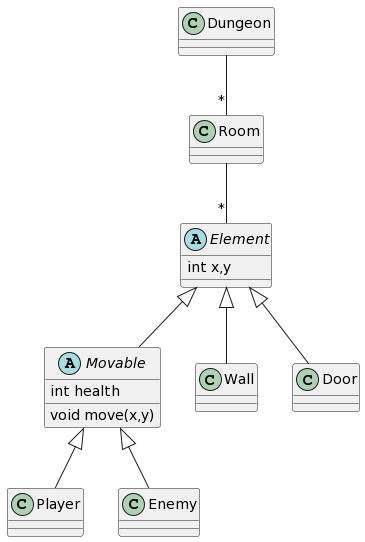 C Dungeon
*
C Room
*
A Element
int x,y
A Movable
int health
void move(x,y)
C Wall
C Door
C Player
C Enemy